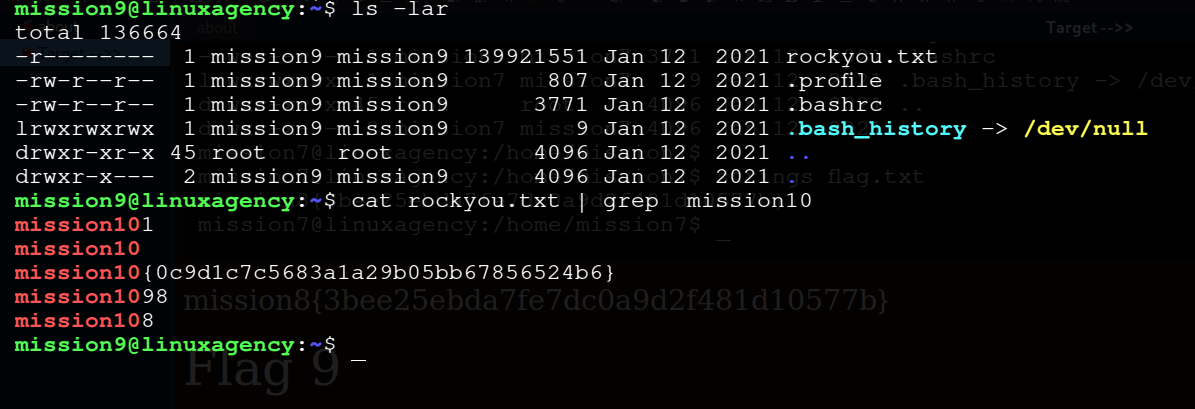 mission9@linuxagency:~$ ls -lar
total 136664
-r-------- 1 mission9 mission9 139921551 Jan 12 2021 rockyou.txt
-rw-r--r-- 1 mission9 mission9 807 Jan 12 2021 .profile
-rw-r--r-- 1 mission9 mission9 3771 Jan 12 2021 .bashrc
lrwxrwxrwx 1 mission9 mission9 9 Jan 12 2021 .bash_history -> /dev/null
drwxr-xr-x 45 root root 4096 Jan 12 2021 ..
drwxr-x--- 2 mission9 mission9 4096 Jan 12 2021 .
mission9@linuxagency:~$ cat rockyou.txt | grep mission10
mission101
mission10
mission10{0c9d1c7c5683a1a29b05bb67856524b6}
mission1098
mission108
mission9@linuxagency:~$ _
about
Target-->>
mission7@linuxagency:/home/mission7$ _
mission8{3bee25ebda7fe7dc0a9d2f481d10577b}
Flag 9